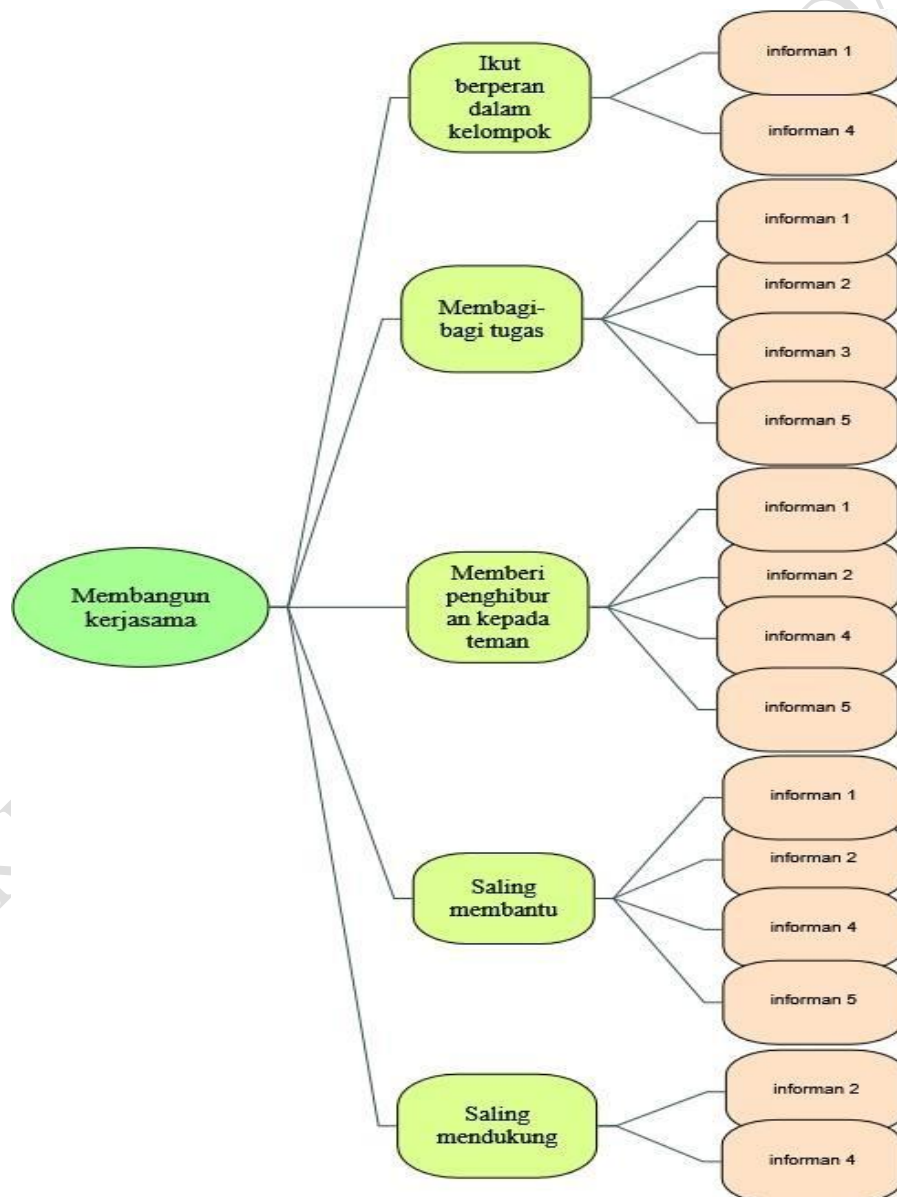 Ikut
berperan
dalam
kelompok
informan 1
informan 4
Membagi-
bagi tugas
informan 1
informan 2
informan 3
informan 5
Membangun
kerjasama
Memberi
penghibur
an kepada
teman
informan 1
informan 2
informan 4
informan 5
Saling
membantu
informan 1
informan 2
informan 4
informan 5
Saling
mendukung
informan 2
informan 4